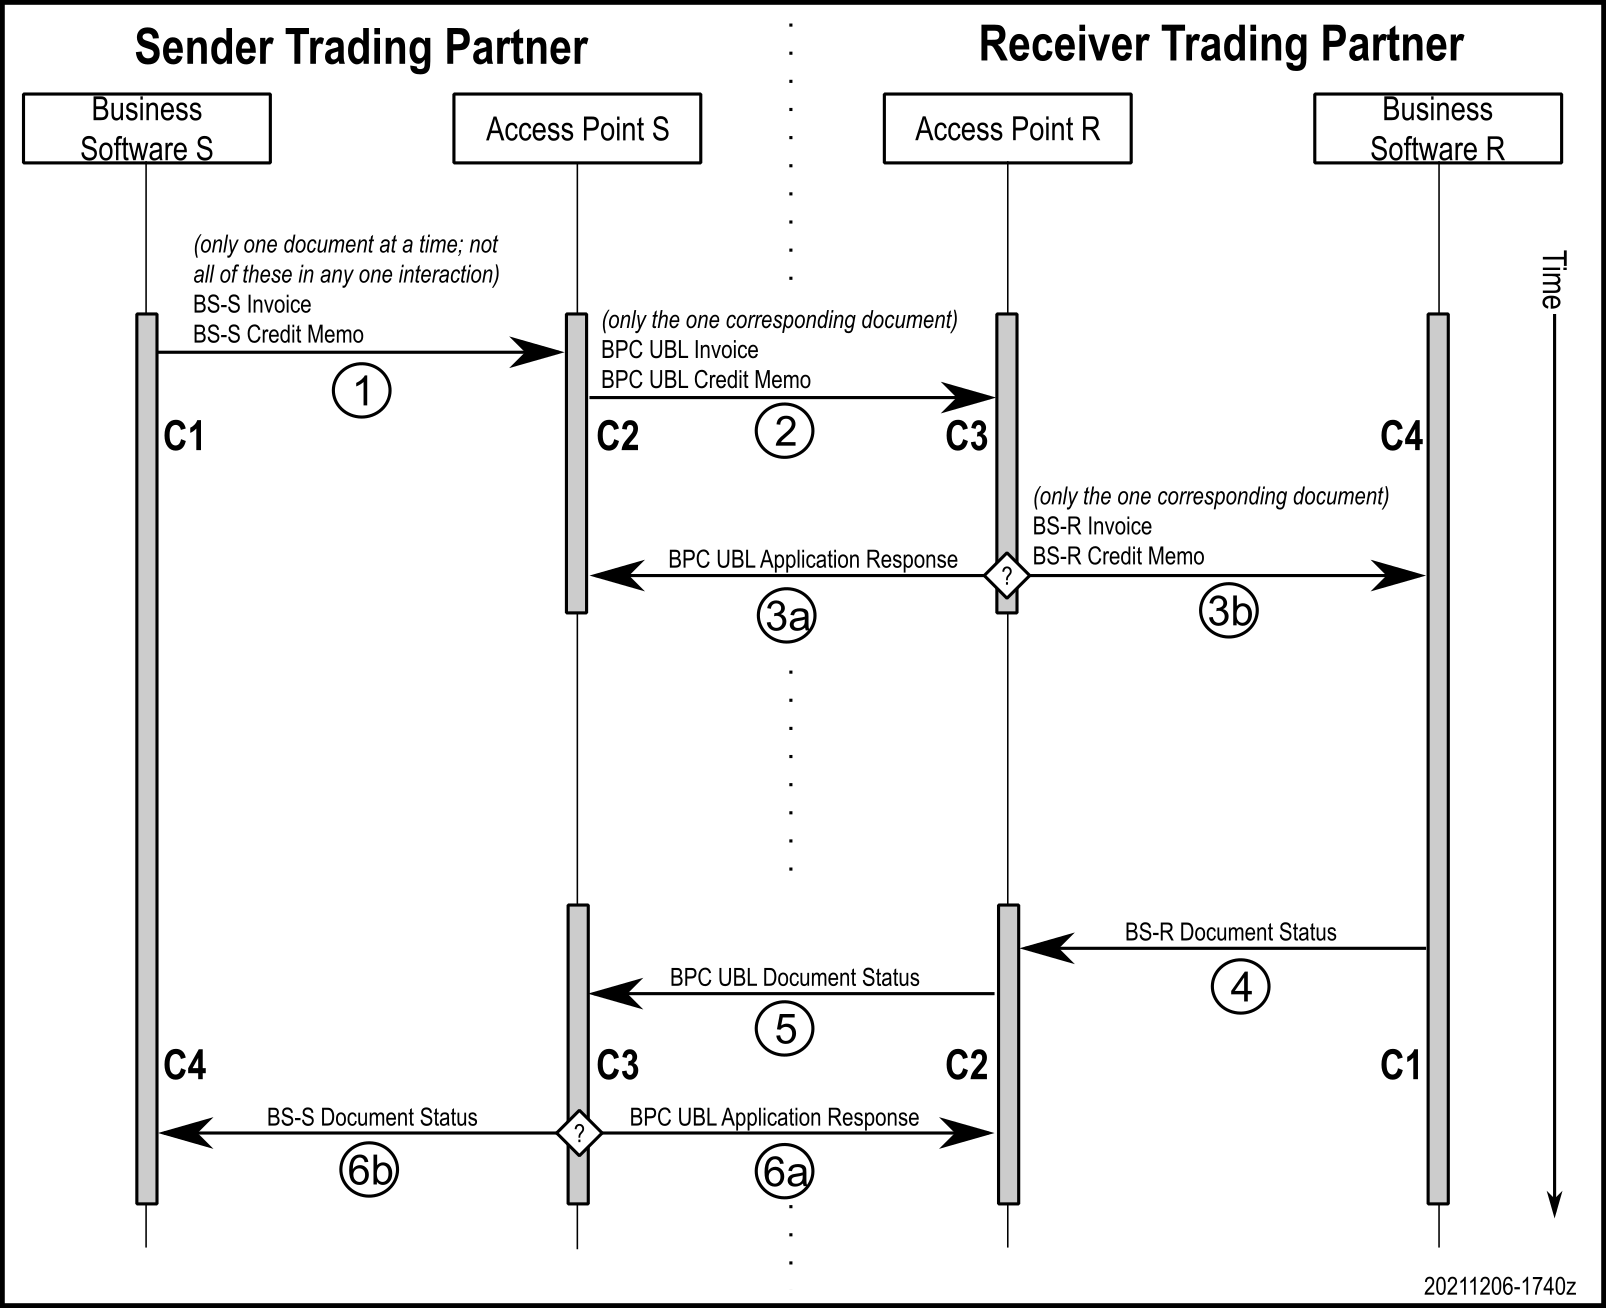 Sender Trading Partner
Receiver Trading Partner
Business
Software S
Access Point S
Access Point R
Business
Software R
Time
(only one document at a time; not
all of these in any one interaction)
BS-S Invoice
BS-S Credit Memo
1
(only the one corresponding document)
BPC UBL Invoice
BPC UBL Credit Memo
2
C1
C2
C3
C4
(only the one corresponding document)
BS-R Invoice
BS-R Credit Memo
BPC UBL Application Response
?
3a
3b
BS-R Document Status
4
BPC UBL Document Status
5
C4
C3
C2
C1
BS-S Document Status
?
BPC UBL Application Response
6b
6a
20211206-1740z